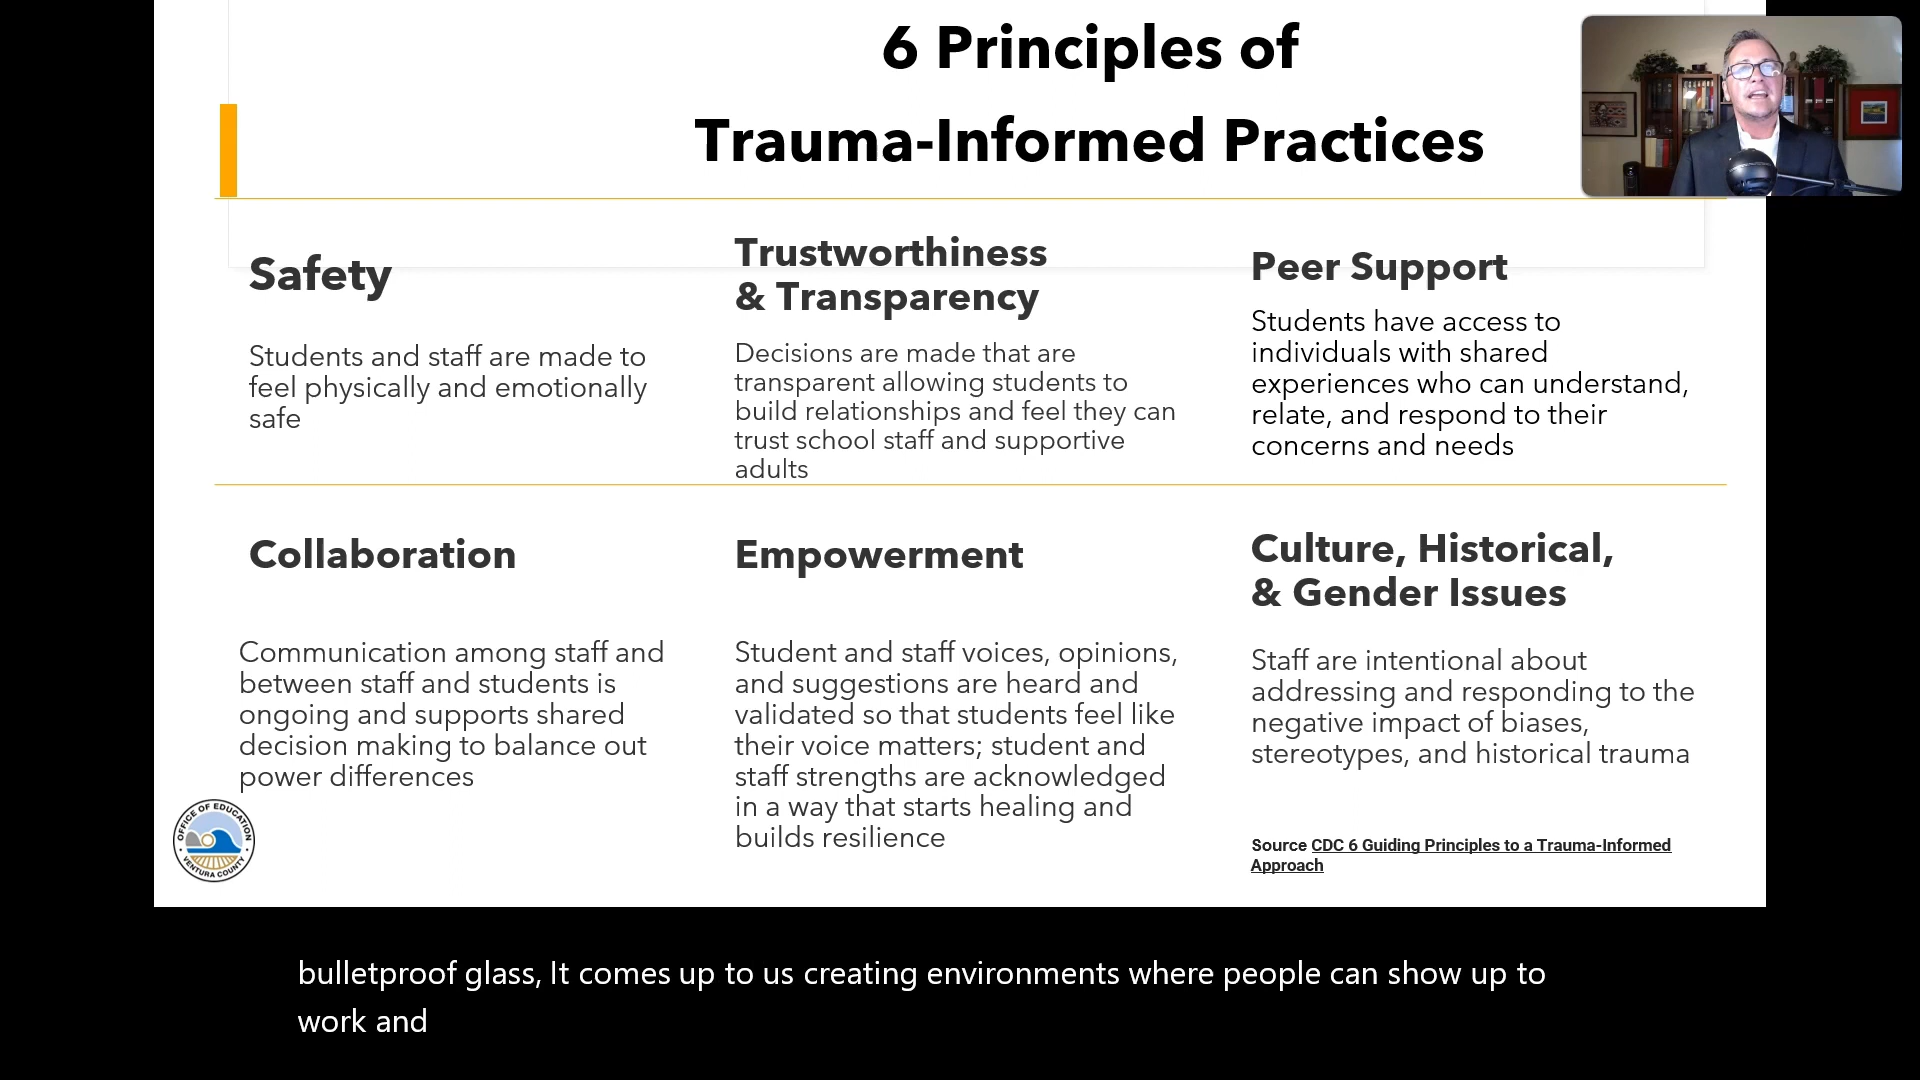 6 Principles of
Trauma-Informed Practices
Safety
Students and staff are made to
feel physically and emotionally
safe
Trustworthiness
& Transparency
Decisions are made that are
transparent allowing students to
build relationships and feel they can
trust school staff and supportive
adults
Peer Support
Students have access to
individuals with shared
experiences who can understand,
relate, and respond to their
concerns and needs
Collaboration
Communication among staff and
between staff and students is
ongoing and supports shared
decision making to balance out
power differences
Empowerment
Student and staff voices, opinions,
and suggestions are heard and
validated so that students feel like
their voice matters; student and
staff strengths are acknowledged
in a way that starts healing and
builds resilience
Culture, Historical,
& Gender Issues
Staff are intentional about
addressing and responding to the
negative impact of biases,
stereotypes, and historical trauma
Source CDC 6 Guiding Principles to a Trauma-Informed
Approach
OFFICE OF EDUCATION
VENTURA COUNTY
bulletproof glass, It comes up to us creating environments where people can show up to
work and